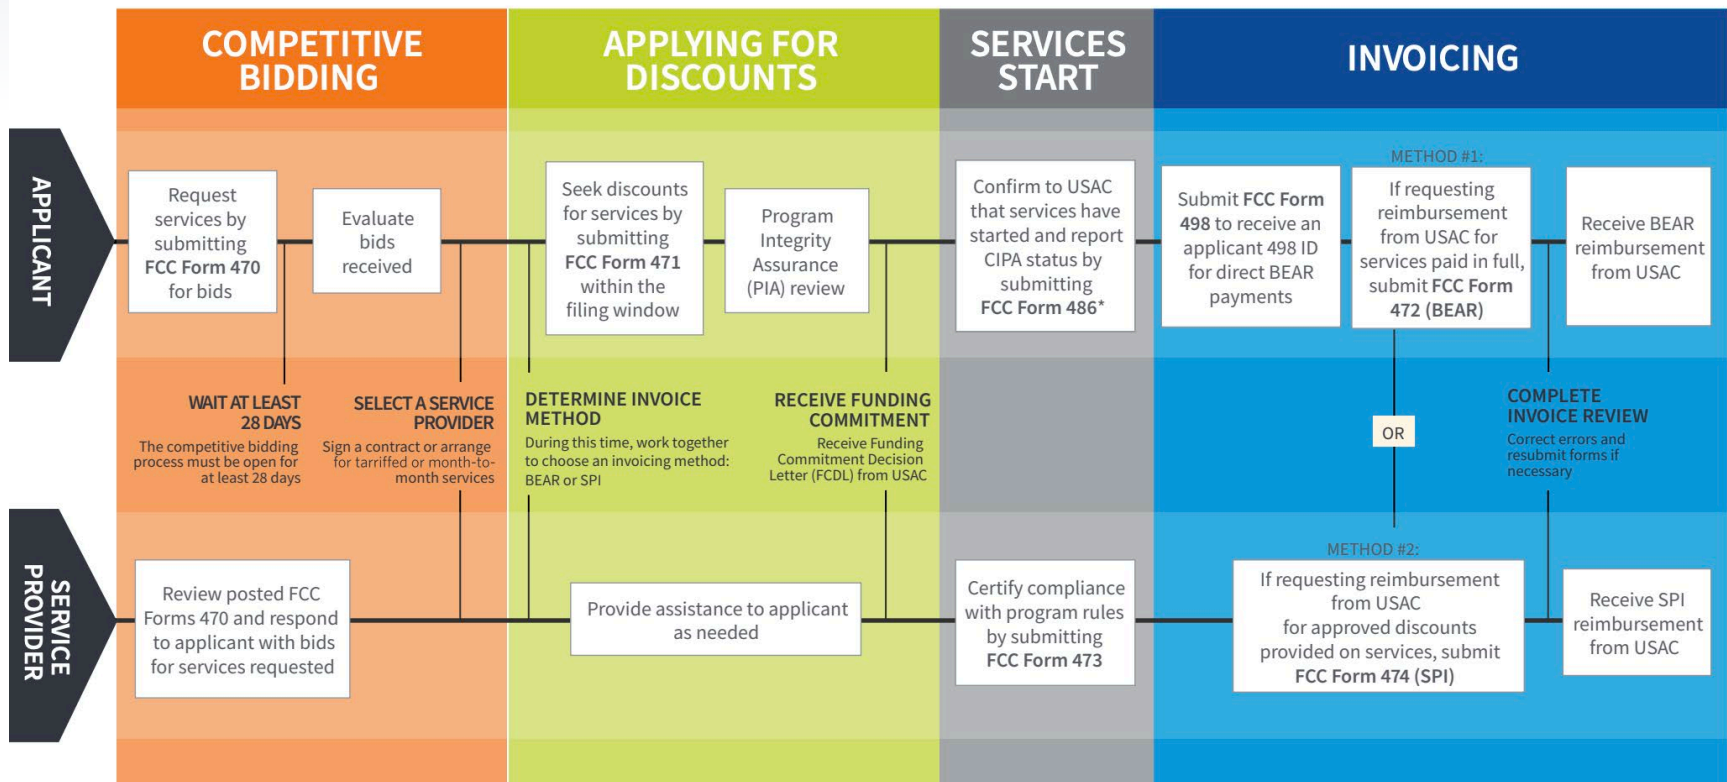 COMPETITIVE
BIDDING
APPLYING FOR
DISCOUNTS
SERVICES
START
INVOICING
APPLICANT
Request
services by
submitting
FCC Form 470
for bids
Evaluate
bids
received
Seek discounts
for services by
submitting
FCC Form 471
within the
filing window
Program
Integrity
Assurance
(PIA) review
Confirm to USAC
that services have
started and report
CIPA status by
submitting
FCC Form 486*
Submit FCC Form
498 to receive an
applicant 498 ID
for direct BEAR
payments
METHOD #1:
If requesting
reimbursement
from USAC for
services paid in full,
submit FCC Form
472 (BEAR)
Receive BEAR
reimbursement
from USAC
WAIT AT LEAST
28 DAYS
The competitive bidding
process must be open for
at least 28 days
SELECT A SERVICE
PROVIDER
Sign a contract or arrange
for tarriffed or month-to-
month services
DETERMINE INVOICE
METHOD
During this time, work together
to choose an invoicing method:
BEAR or SPI
RECEIVE FUNDING
COMMITMENT
Receive Funding
Commitment Decision
Letter (FCDL) from USAC
OR
COMPLETE
INVOICE REVIEW
Correct errors and
resubmit forms if
necessary
SERVICE
PROVIDER
Review posted FCC
Forms 470 and respond
to applicant with bids
for services requested
Provide assistance to applicant
as needed
Certify compliance
with program rules
by submitting
FCC Form 473
METHOD #2:
If requesting reimbursement
from USAC
for approved discounts
provided on services, submit
FCC Form 474 (SPI)
Receive SPI
reimbursement
from USAC